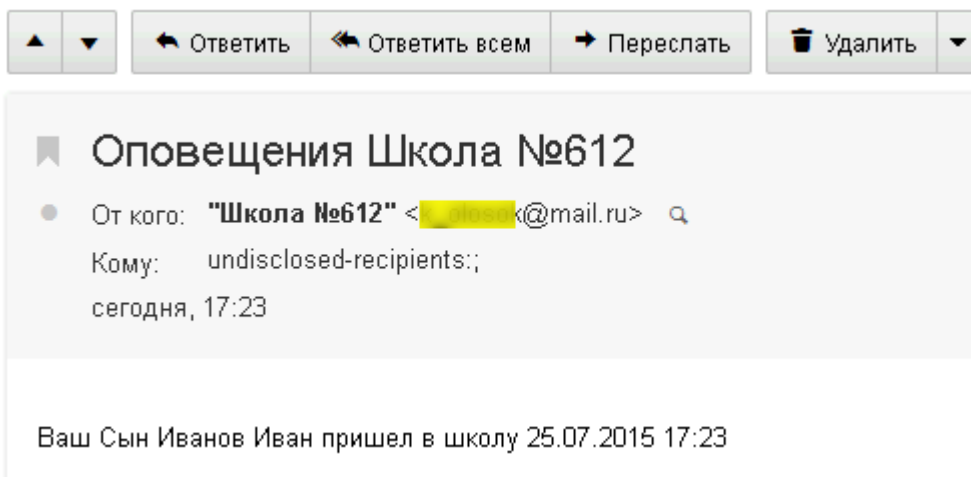 Ответить Ответить всем Переслать Удалить
Оповещения Школа №612
От кого: "Школа №612" < @mail.ru>
Кому: undisclosed-recipients:;
сегодня, 17:23
Ваш Сын Иванов Иван пришел в школу 25.07.2015 17:23